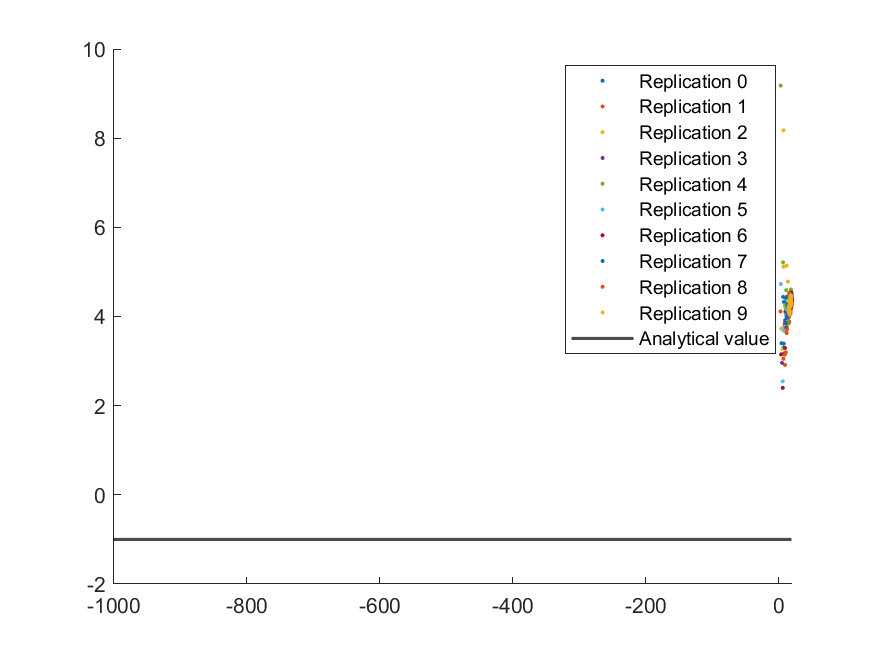 10
8
6
4
2
0
-2
-1000 -800 -600 -400 -200 0
Replication 0
Replication 1
Replication 2
Replication 3
Replication 4
Replication 5
Replication 6
Replication 7
Replication 8
Replication 9
Analytical value